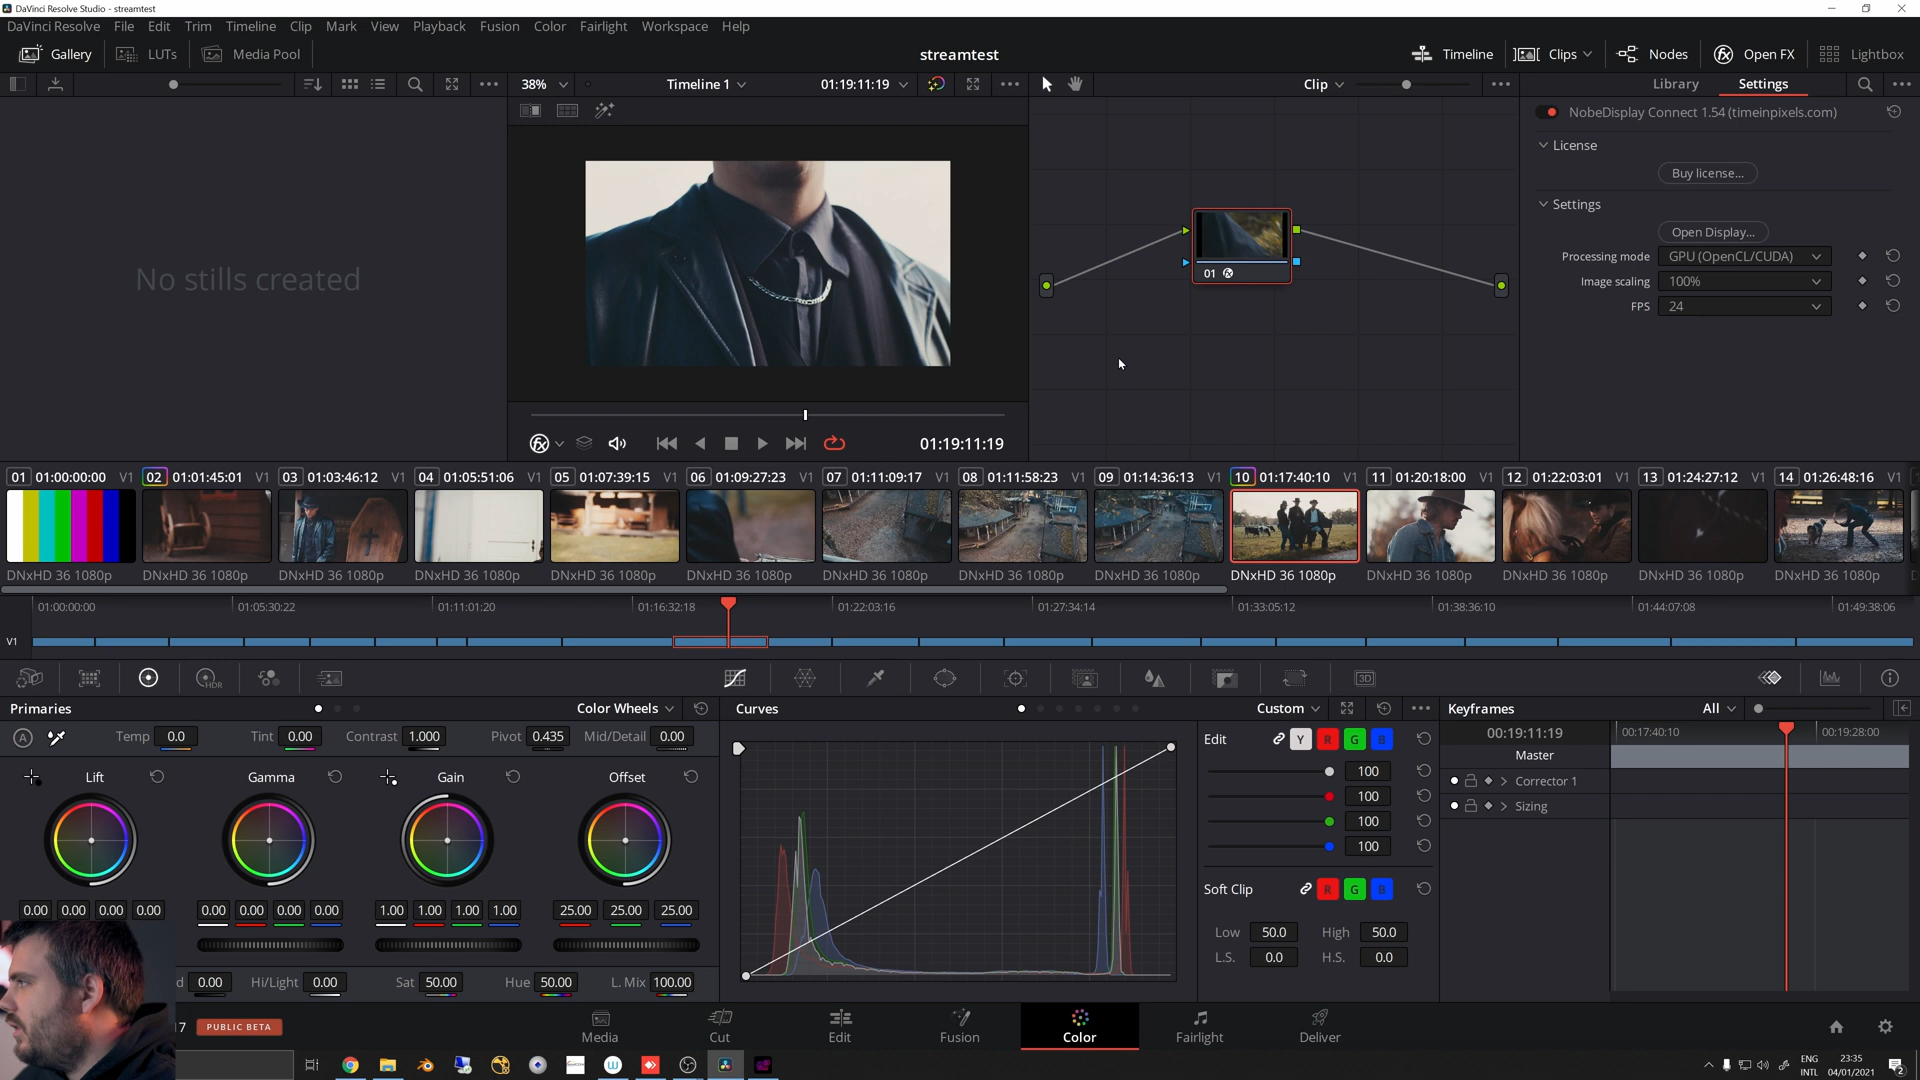 DaVinci Resolve Studio - streamtest
DaVinci Resolve File Edit Trim Timeline Clip Mark View Playback Fusion Color Fairlight Workspace Help
Gallery LUTs Media Pool streamtest Timeline Clips Nodes Open FX Lightbox
38% Timeline 1 01:19:11:19 Clip Library Settings
NobeDisplay Connect 1.54 (timeinpixels.com)
License
Buy license...
Settings
Open Display...
Processing mode GPU (OpenCL/CUDA)
Image scaling 100%
FPS 24
No stills created
01 fx
01:19:11:19
01 01:00:00:00 V1 02 01:01:45:01 V1 03 01:03:46:12 V1 04 01:05:51:06 V1 05 01:07:39:15 V1 06 01:09:27:23 V1 07 01:11:09:17 V1 08 01:11:58:23 V1 09 01:14:36:13 V1 10 01:17:40:10 V1 11 01:20:18:00 V1 12 01:22:03:01 V1 13 01:24:27:12 V1 14 01:26:48:16 V1
DNxHD 36 1080p DNxHD 36 1080p DNxHD 36 1080p DNxHD 36 1080p DNxHD 36 1080p DNxHD 36 1080p DNxHD 36 1080p DNxHD 36 1080p DNxHD 36 1080p DNxHD 36 1080p DNxHD 36 1080p DNxHD 36 1080p DNxHD 36 1080p DNxHD 36 1080p
01:00:00:00 01:05:30:22 01:11:01:20 01:16:32:18 01:22:03:16 01:27:34:14 01:33:05:12 01:38:36:10 01:44:07:08 01:49:38:06
V1
HDR 3D
Primaries Color Wheels Curves Custom Keyframes All
A Temp 0.0 Tint 0.00 Contrast 1.000 Pivot 0.435 Mid/Detail 0.00
Edit Y R G B
00:19:11:19 00:17:40:10 00:19:28:00
Master
Lift Gamma Gain Offset
100
100
100
100
Corrector 1
Sizing
Soft Clip R G B
0.00 0.00 0.00 0.00 0.00 0.00 0.00 0.00 1.00 1.00 1.00 1.00 25.00 25.00 25.00
Low 50.0 High 50.0
L.S. 0.0 H.S. 0.0
d 0.00 Hi/Light 0.00 Sat 50.00 Hue 50.00 L. Mix 100.00
17 PUBLIC BETA
Media Cut Edit Fusion Color Fairlight Deliver
ENG
INTL
23:35
04/01/2021
2